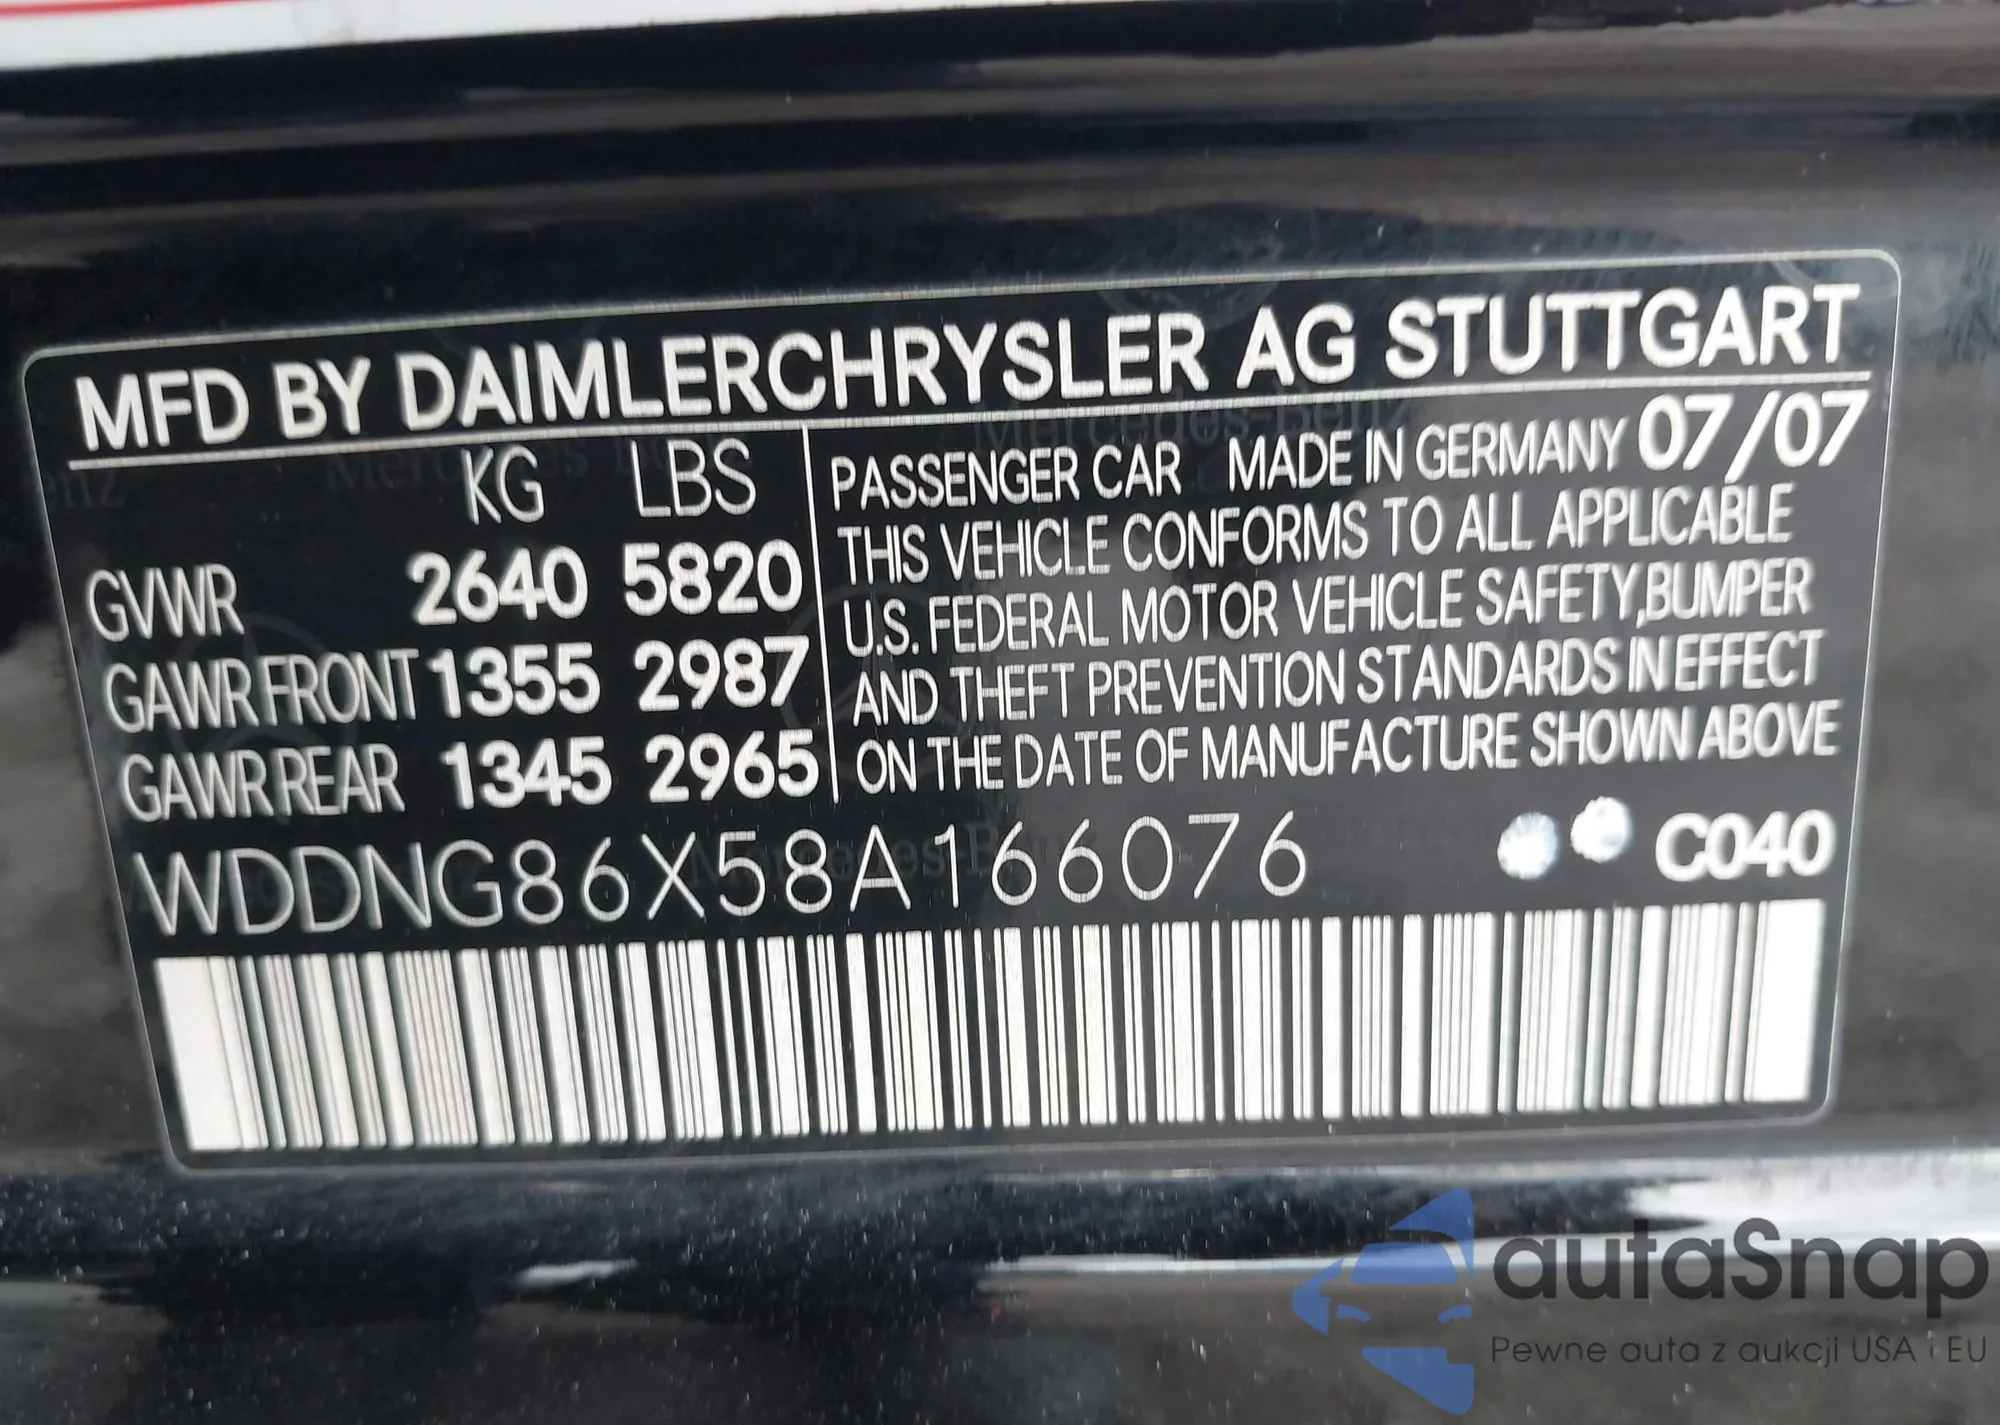 MFD BY DAIMLERCHRYSLER AG STUTTGART
KG LBS
GVWR 2640 5820
GAWR FRONT 1355 2987
GAWR REAR 1345 2965
PASSENGER CAR MADE IN GERMANY 07/07
THIS VEHICLE CONFORMS TO ALL APPLICABLE
U.S. FEDERAL MOTOR VEHICLE SAFETY,BUMPER
AND THEFT PREVENTION STANDARDS IN EFFECT
ON THE DATE OF MANUFACTURE SHOWN ABOVE
WDDNG86X58A166076 C040
autaSnap
Pewne auta z aukcji USA i EU